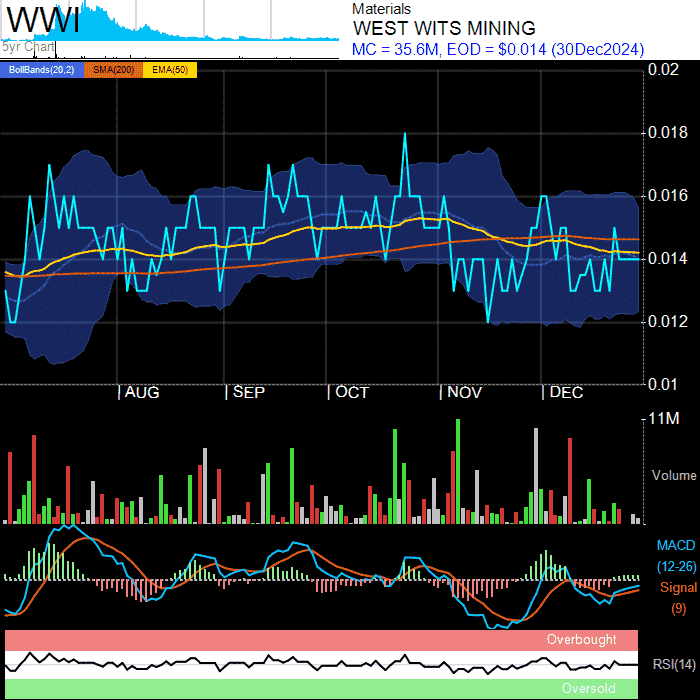 WWI
5yr Chart
Materials
WEST WITS MINING
MC = 35.6M, EOD = $0.014 (30Dec2024)
BollBands(20,2) SMA(200) EMA(50)
0.02
0.018
0.016
0.014
0.012
0.01
AUG SEP OCT NOV DEC
11M
Volume
MACD
(12-26)
Signal
(9)
Overbought
RSI(14)
Oversold